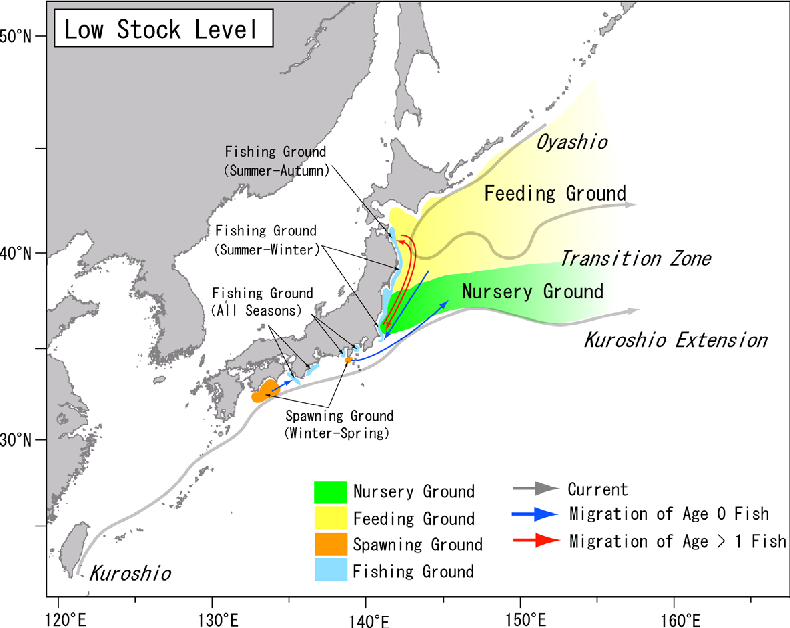 50°N
Low Stock Level
Fishing Ground
(Summer-Autumn)
Oyashio
Feeding Ground
Fishing Ground
(Summer-Winter)
40°N
Transition Zone
Nursery Ground
Fishing Ground
(All Seasons)
Kuroshio Extension
Spawning Ground
(Winter-Spring)
30°N
Nursery Ground
Feeding Ground
Spawning Ground
Fishing Ground
Current
Migration of Age 0 Fish
Migration of Age > 1 Fish
Kuroshio
120°E
130°E
140°E
150°E
160°E